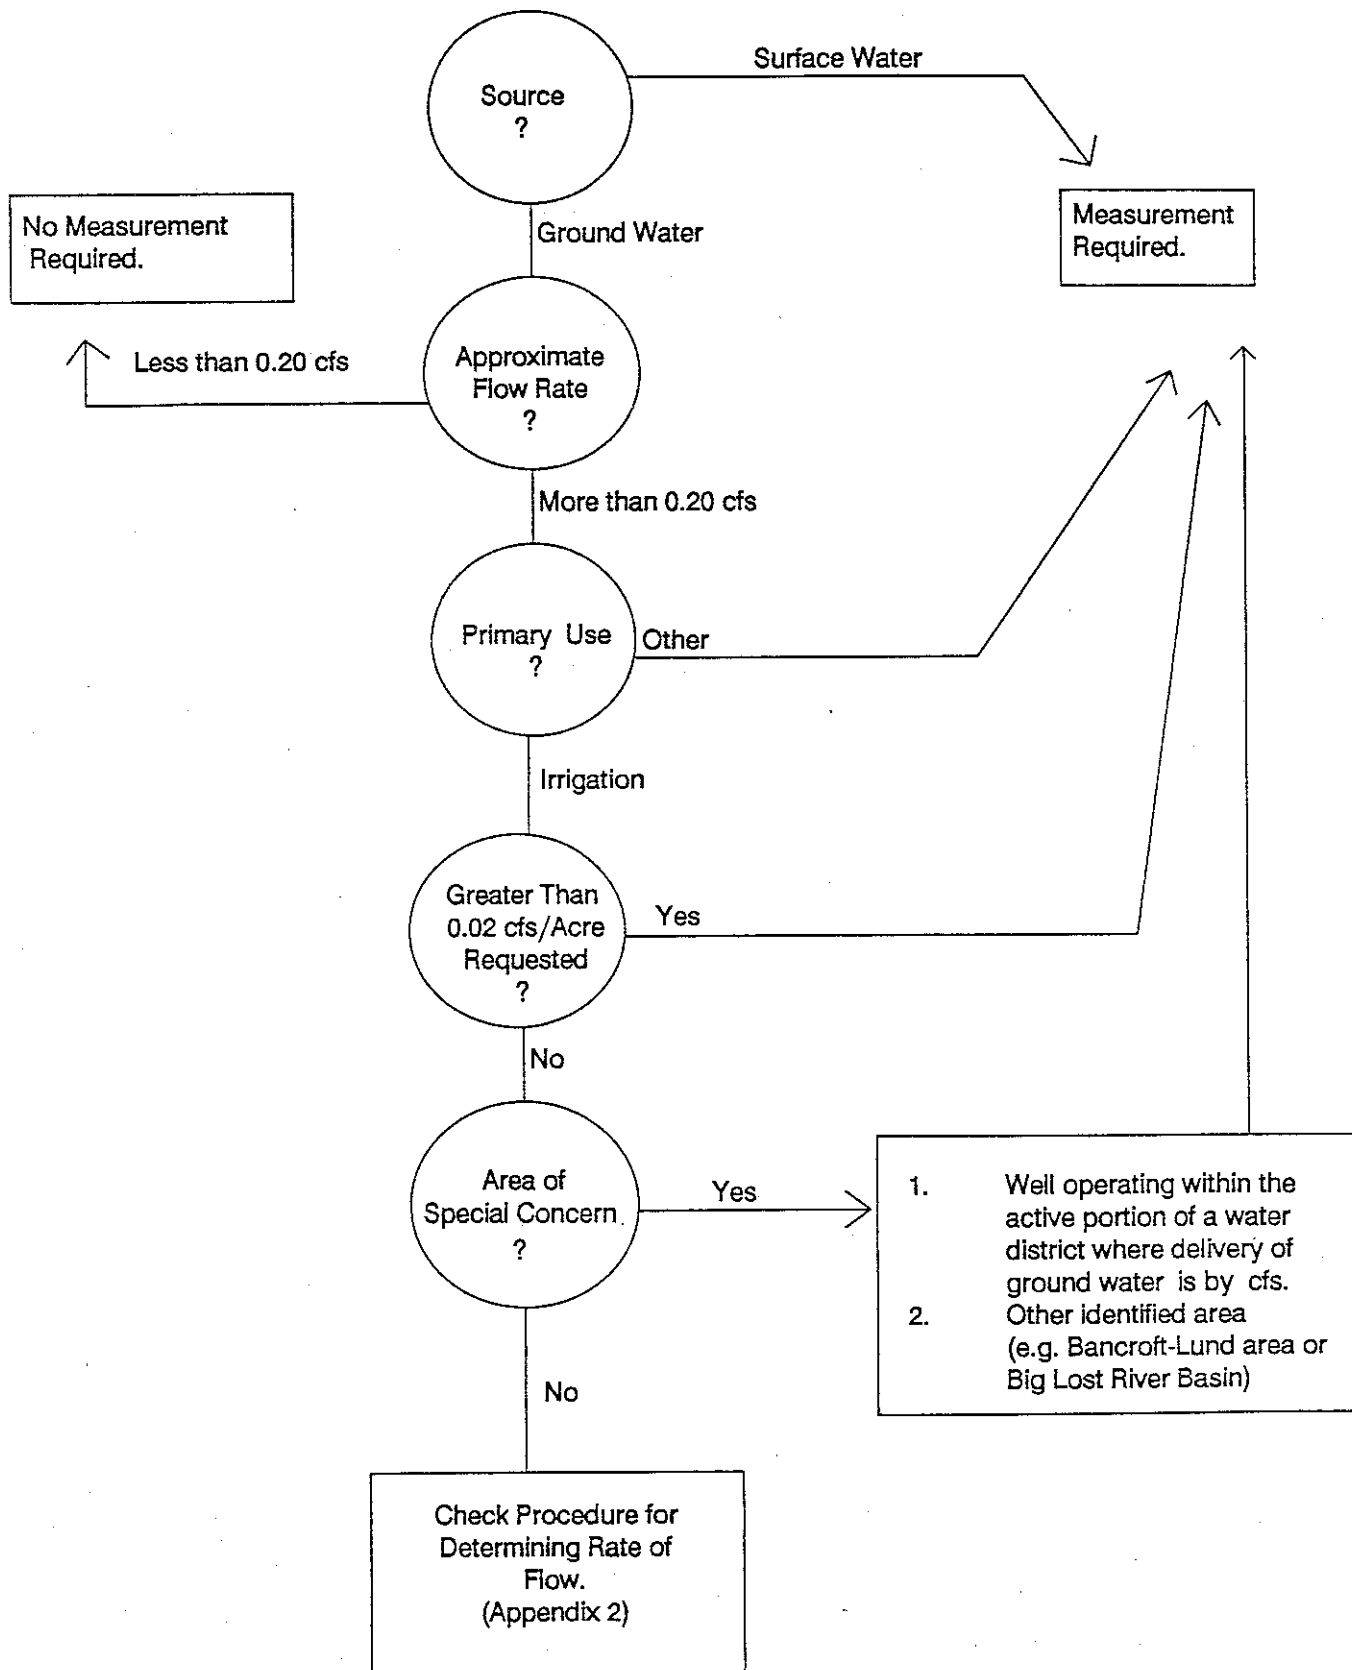 Surface Water
Source
?
No Measurement
Required.
Measurement
Required.
Ground Water
Less than 0.20 cfs
Approximate
Flow Rate
?
More than 0.20 cfs
Primary Use
?
Other
Irrigation
Greater Than
0.02 cfs/Acre
Requested
?
Yes
No
Area of
Special Concern
?
Yes
1. Well operating within the
active portion of a water
district where delivery of
ground water is by cfs.
2. Other identified area
(e.g. Bancroft-Lund area or
Big Lost River Basin)
No
Check Procedure for
Determining Rate of
Flow.
(Appendix 2)